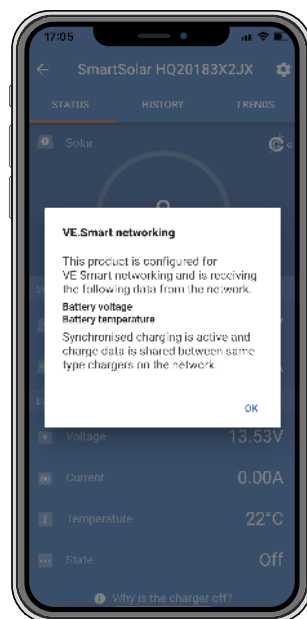 17:05
SmartSolar HQ20183X2JX
STATUS HISTORY TRENDS
Solar
VE.Smart networking
This product is configured for
VE Smart networking and is receiving
the following data from the network.
Battery voltage
Battery temperature
Synchronised charging is active and
charge data is shared between same
type chargers on the network
OK
Voltage 13.53V
Current 0.00A
Temperature 22°C
State Off
Why is the charger off?